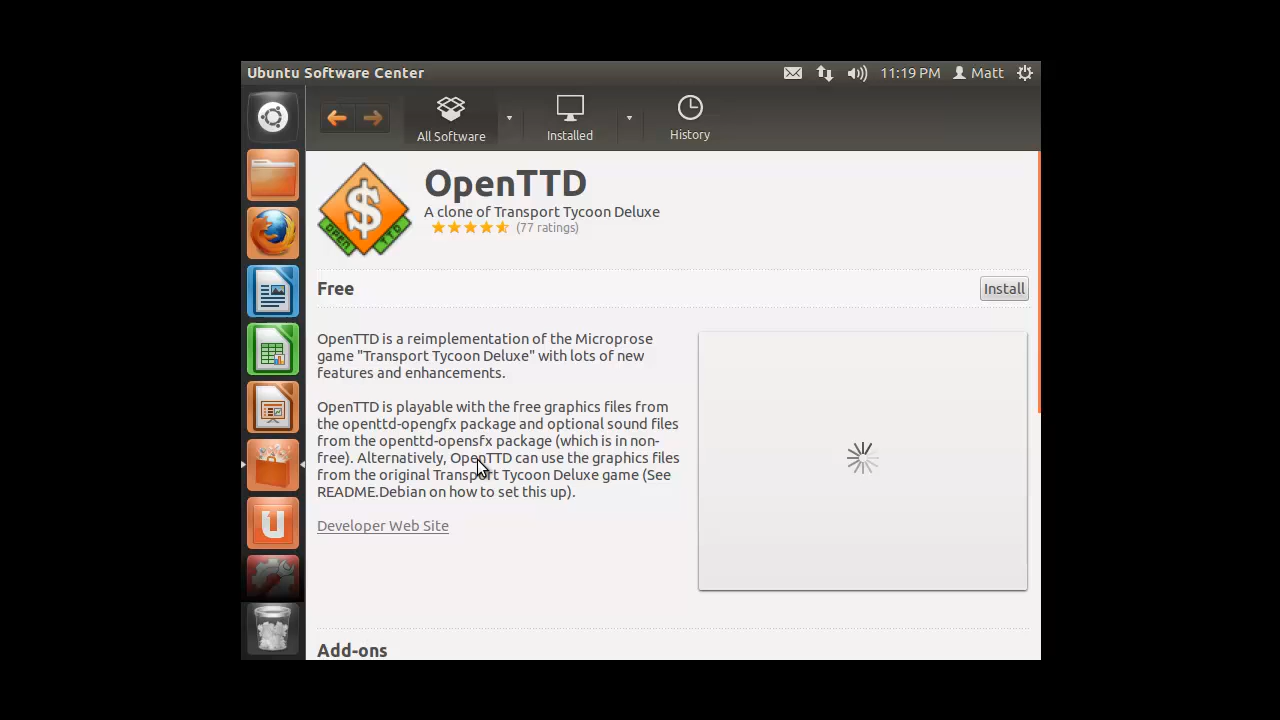 Ubuntu Software Center
11:19 PM Matt
All Software
Installed
History
OpenTTD
A clone of Transport Tycoon Deluxe
(77 ratings)
OPEN TTD
$
Free
Install
OpenTTD is a reimplementation of the Microprose
game "Transport Tycoon Deluxe" with lots of new
features and enhancements.
OpenTTD is playable with the free graphics files from
the openttd-opengfx package and optional sound files
from the openttd-opensfx package (which is in non-
free). Alternatively, OpenTTD can use the graphics files
from the original Transport Tycoon Deluxe game (See
README.Debian on how to set this up).
Developer Web Site
U
Add-ons